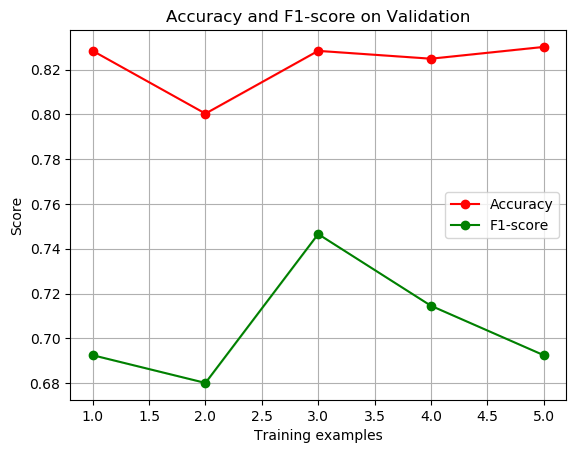 Accuracy and F1-score on Validation
Score
0.82
0.80
0.78
0.76
0.74
0.72
0.70
0.68
Accuracy
F1-score
1.0 1.5 2.0 2.5 3.0 3.5 4.0 4.5 5.0
Training examples